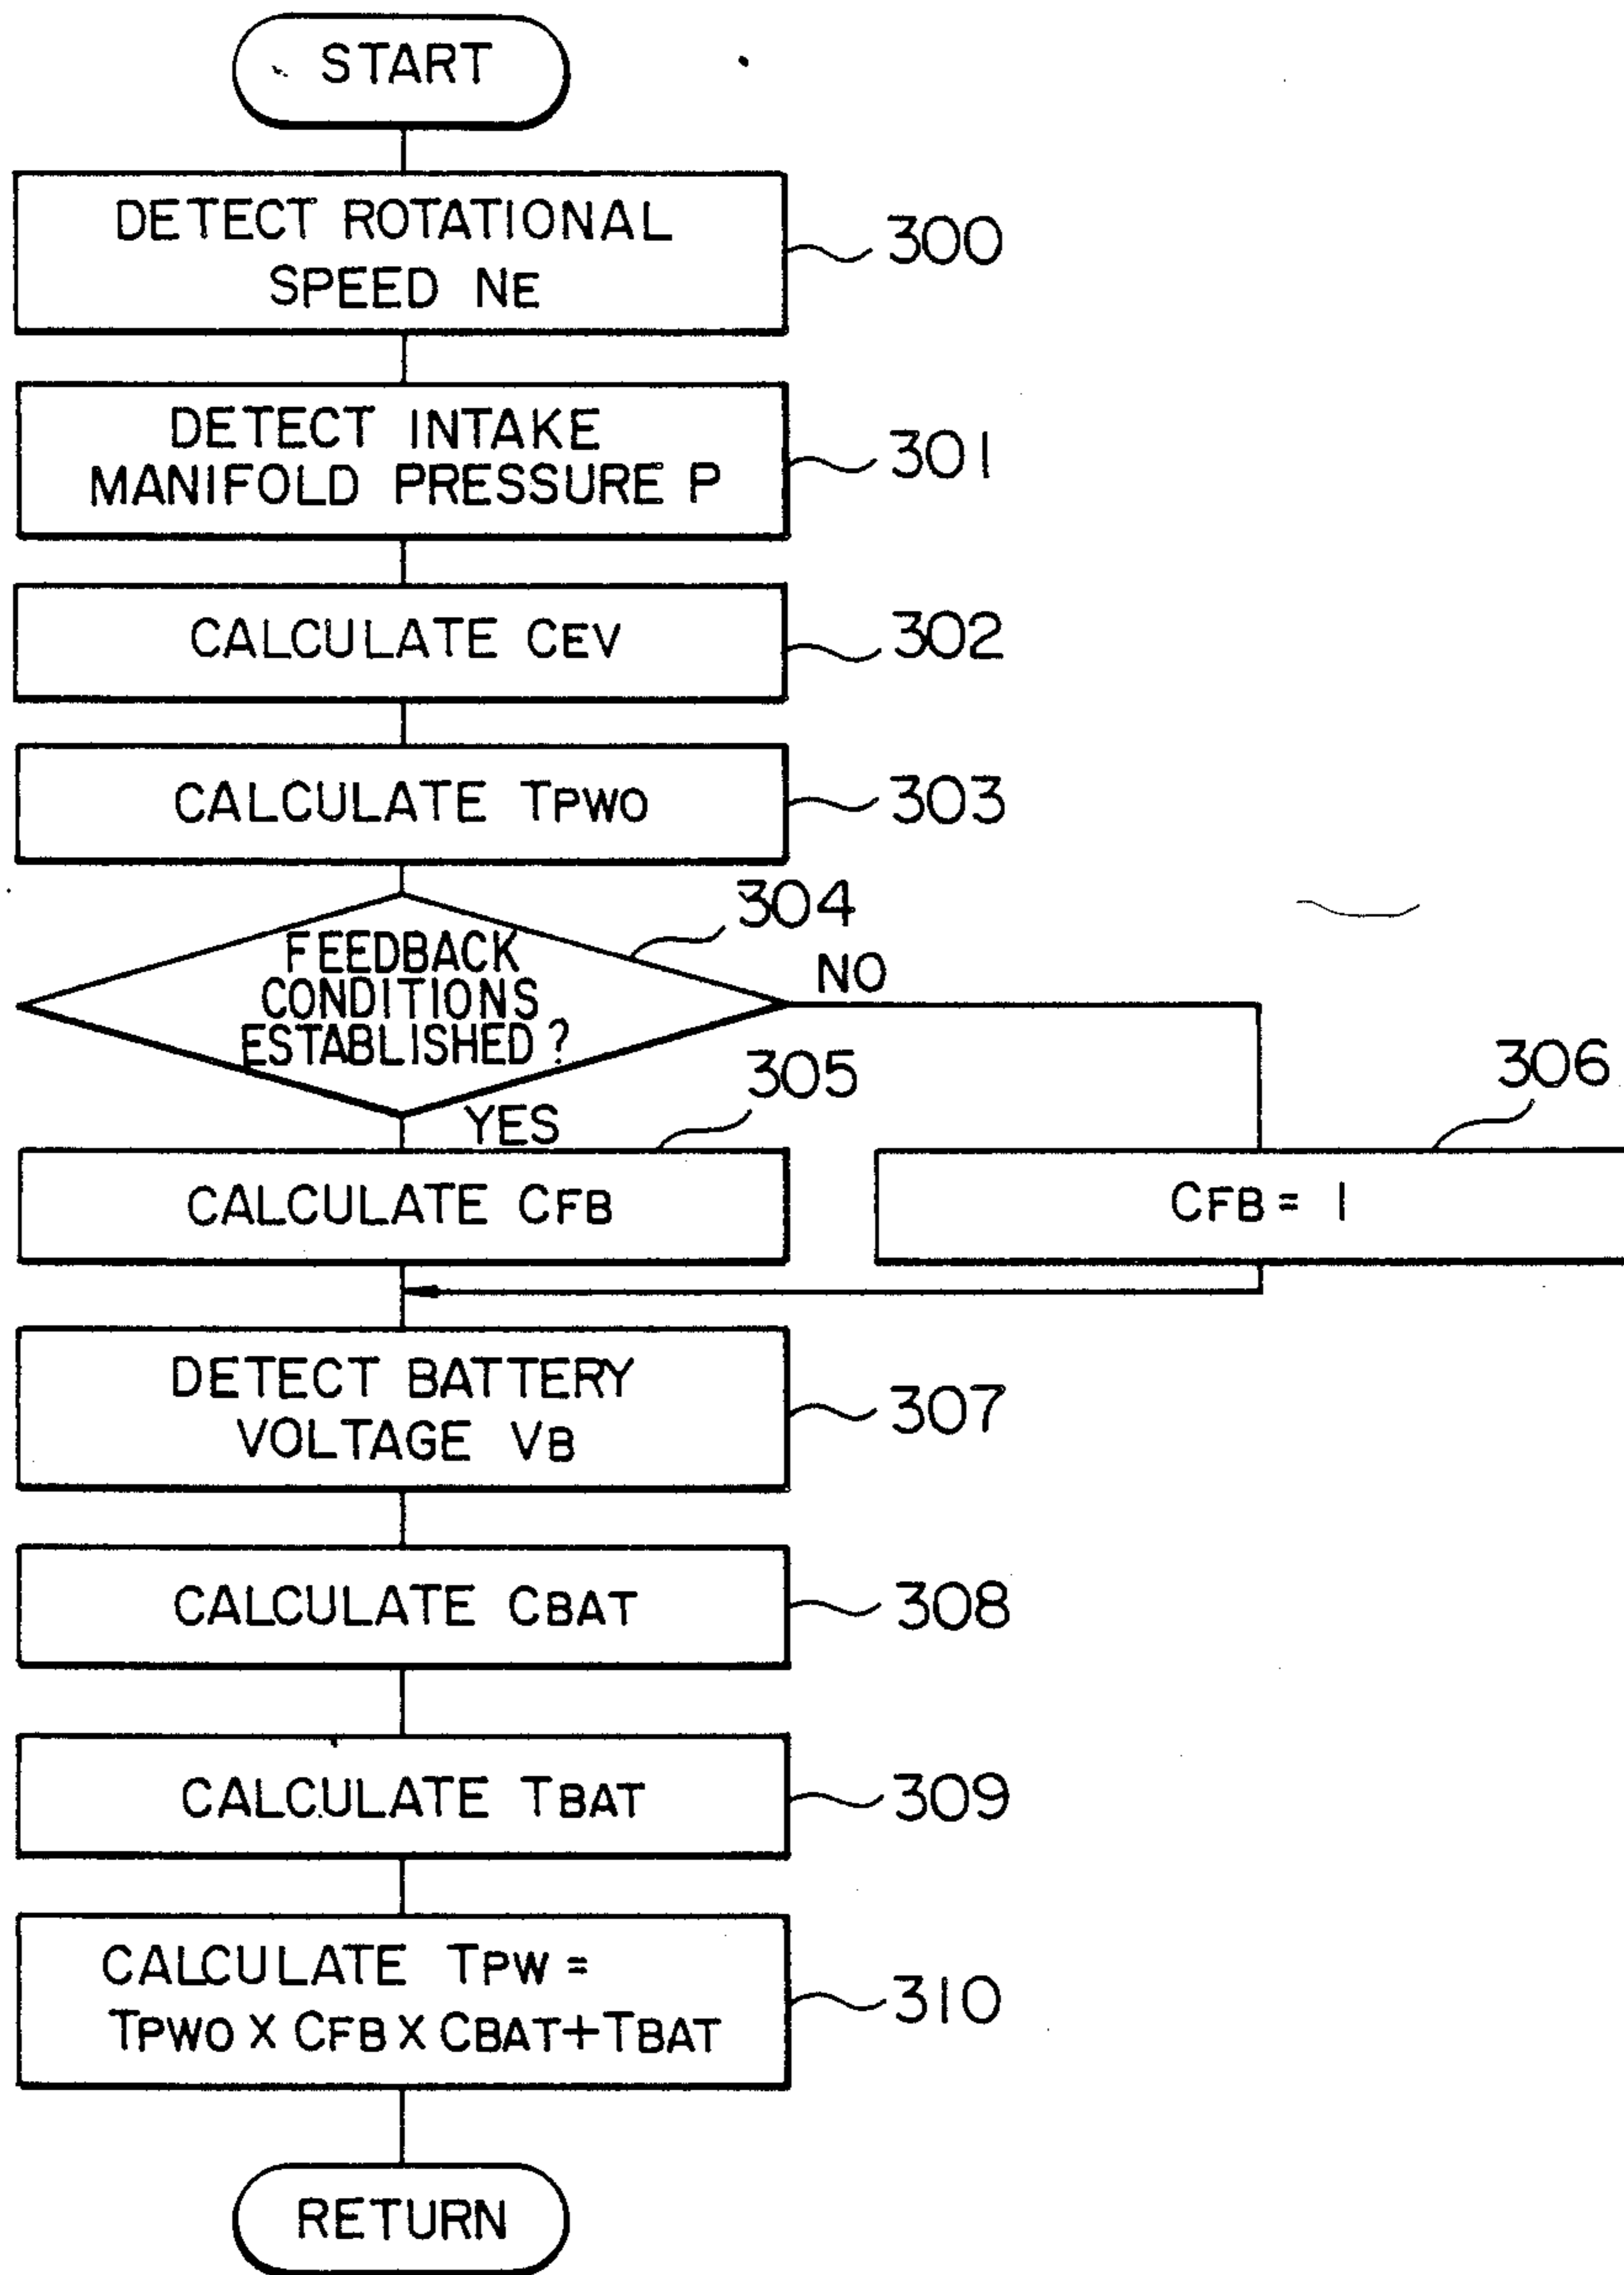 START
DETECT ROTATIONAL
SPEED NE
300
DETECT INTAKE
MANIFOLD PRESSURE P
301
CALCULATE CEV
302
CALCULATE TPWO
303
304
FEEDBACK
CONDITIONS
ESTABLISHED?
NO
YES
305
306
CALCULATE CFB
CFB = 1
DETECT BATTERY
VOLTAGE VB
307
CALCULATE CBAT
308
CALCULATE TBAT
309
CALCULATE TPW =
TPWO X CFB X CBAT+TBAT
310
RETURN